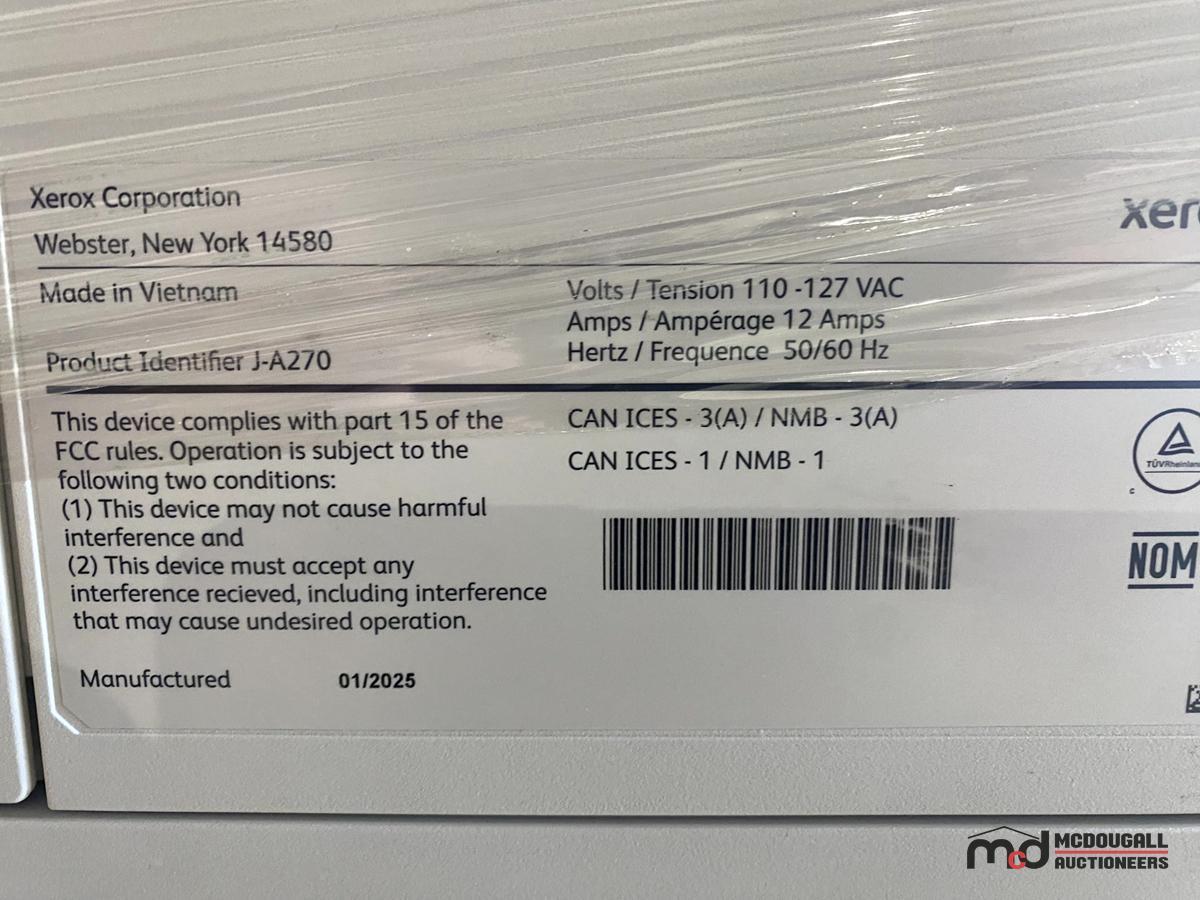 Xerox Corporation
Webster, New York 14580
xer
Made in Vietnam
Product Identifier J-A270
Volts / Tension 110 -127 VAC
Amps / Ampérage 12 Amps
Hertz / Frequence 50/60 Hz
This device complies with part 15 of the
FCC rules. Operation is subject to the
following two conditions:
(1) This device may not cause harmful
interference and
(2) This device must accept any
interference recieved, including interference
that may cause undesired operation.
Manufactured 01/2025
CAN ICES - 3(A) / NMB - 3(A)
CAN ICES - 1 / NMB - 1
TÜVRheinlan
c
NOM
mcd MCDOUGALL
AUCTIONEERS